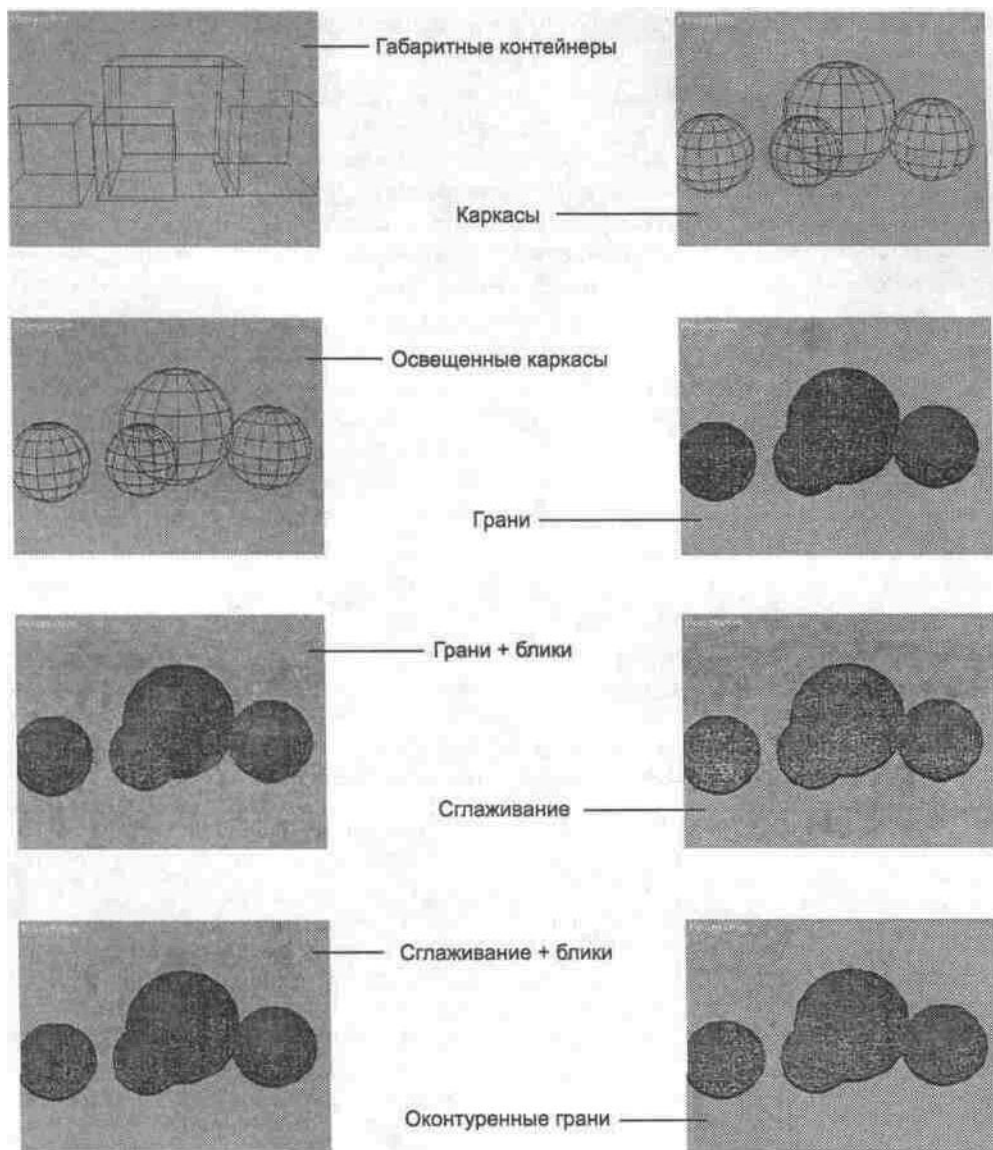 Габаритные контейнеры
Каркасы
Освещенные каркасы
Грани
Грани + блики
Сглаживание
Сглаживание + блики
Оконтуренные грани